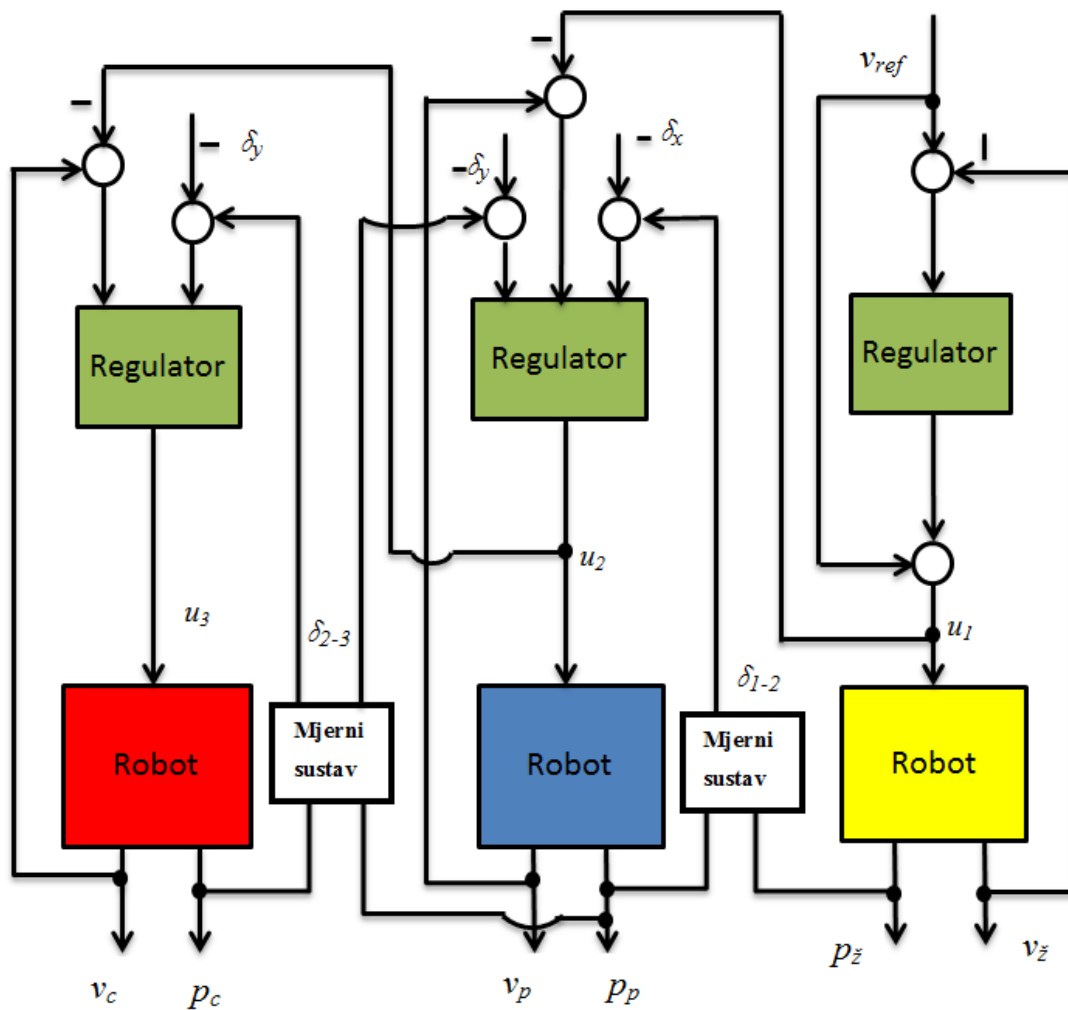 −
v_ref
−
− δ_y
− δ_x
−δ_y
Regulator
Regulator
Regulator
u_2
u_3
δ_2-3
u_1
δ_1-2
Mjerni
sustav
Mjerni
sustav
Robot
Robot
Robot
v_c
p_c
v_p
p_p
p_ž
v_ž